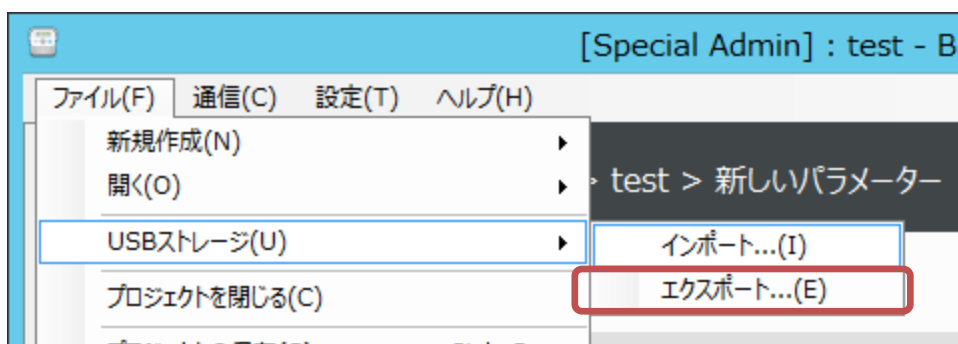 [Special Admin] : test - B
ファイル(F) 通信(C) 設定(T) ヘルプ(H)
新規作成(N)
開く(O)
> test > 新しいパラメーター
USBストレージ(U)
インポート...(I)
エクスポート...(E)
プロジェクトを閉じる(C)